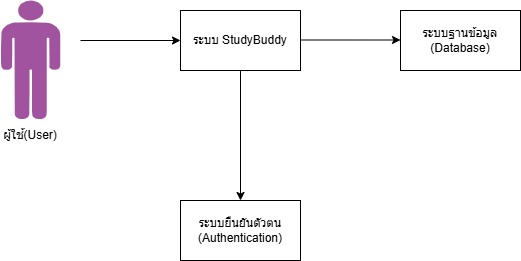 ระบบ StudyBuddy
ระบบฐานข้อมูล
(Database)
ผู้ใช้(User)
ระบบยืนยันตัวตน
(Authentication)